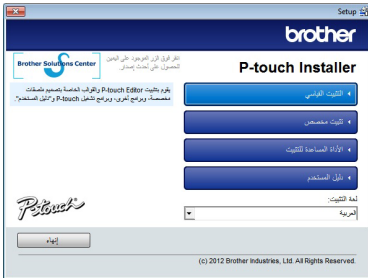 Setup
brother
Brother Solutions Center
انقر فوق الزر الموجود على اليمين
للحصول على أحدث إصدار.
P-touch Installer
يقوم بتثبيت P-touch Editor والقوالب الخاصة بتصميم ملصقات
مخصصة، وبرامج أخرى، وبرامج تشغيل P-touch و"دليل المستخدم".
التثبيت القياسي
تثبيت مخصص
الأداة المساعدة للتثبيت
دليل المستخدم
لغة التثبيت:
العربية
P-touch
إنهاء
(c) 2012 Brother Industries, Ltd. All Rights Reserved.